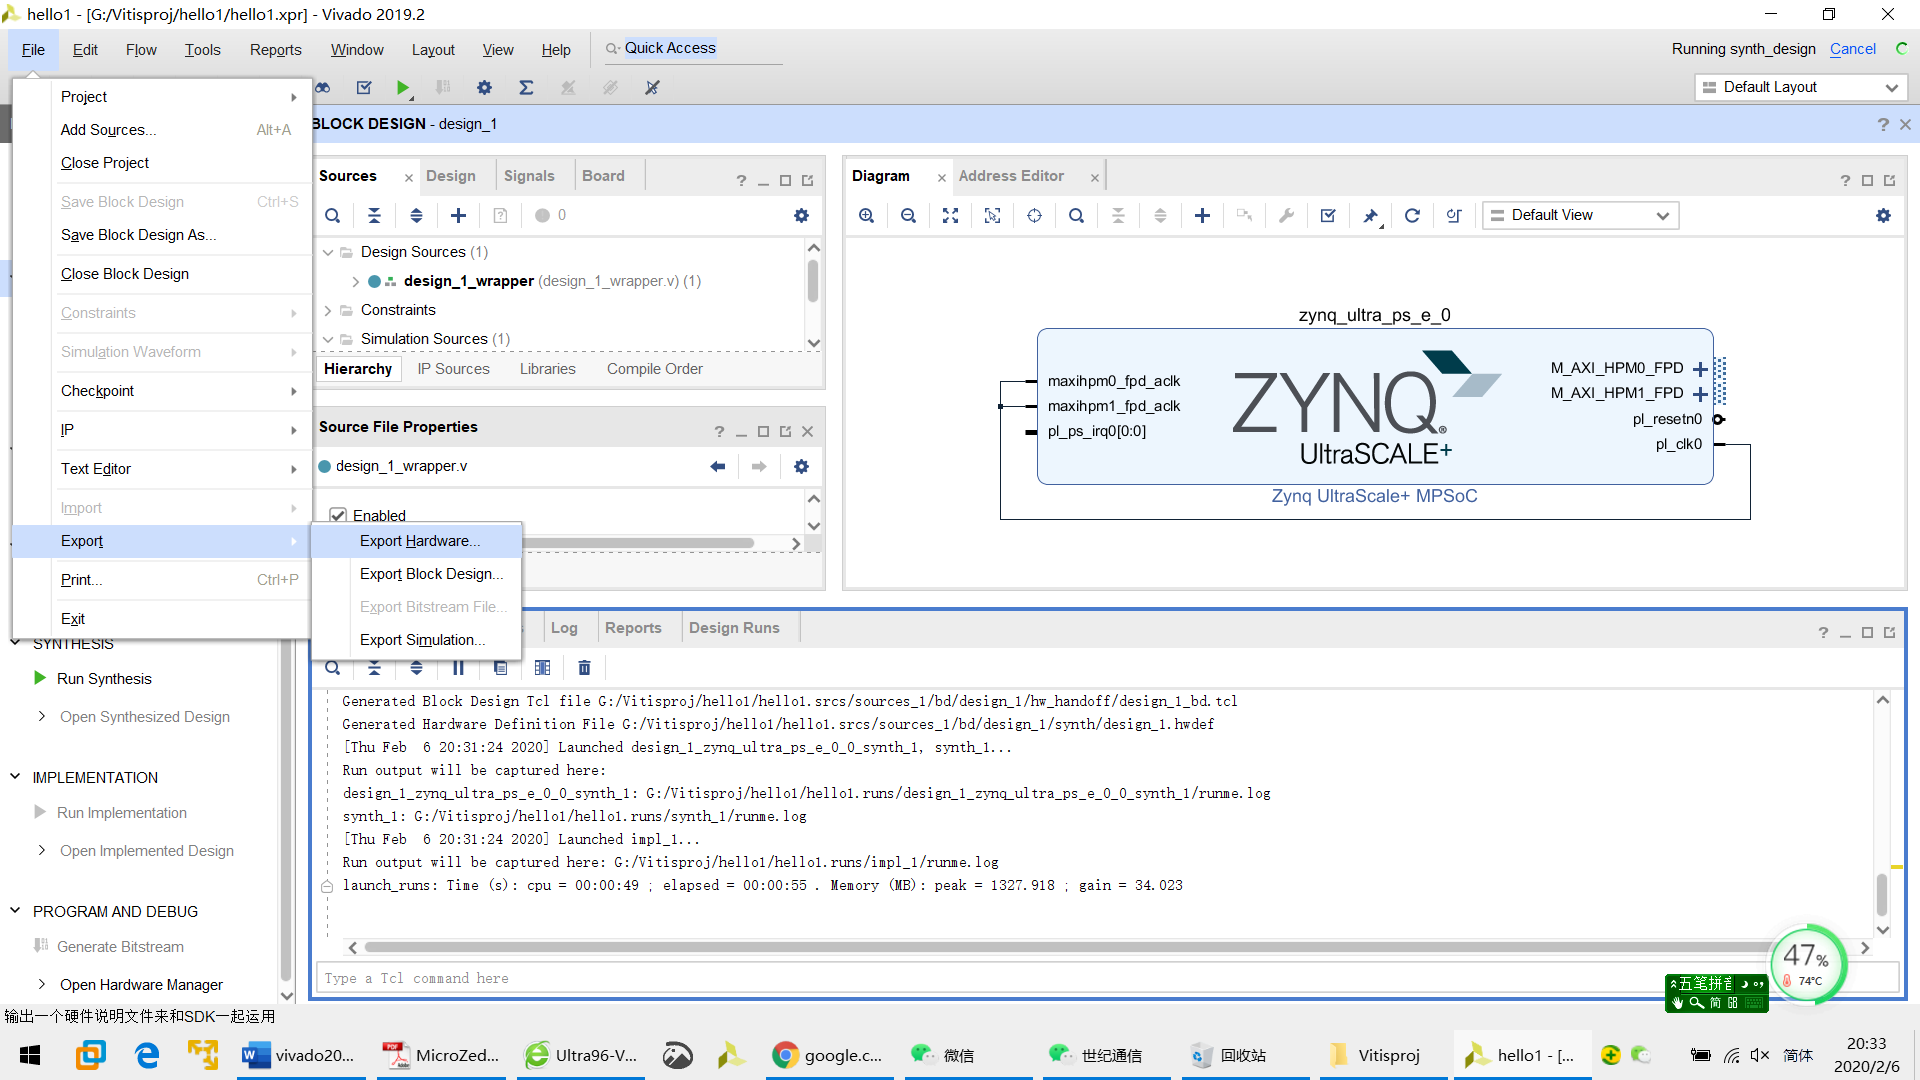 hello1 - [G:/Vitisproj/hello1/hello1.xpr] - Vivado 2019.2
File Edit Flow Tools Reports Window Layout View Help Quick Access Running synth_design Cancel
Default Layout
Project
Add Sources... Alt+A
Close Project
Save Block Design Ctrl+S
Save Block Design As...
Close Block Design
Constraints
Simulation Waveform
Checkpoint
IP
Text Editor
Import
Export
Print... Ctrl+P
Exit
Export Hardware...
Export Block Design...
Export Bitstream File...
Export Simulation...
BLOCK DESIGN - design_1
Sources Design Signals Board
0
Design Sources (1)
design_1_wrapper (design_1_wrapper.v) (1)
Constraints
Simulation Sources (1)
Hierarchy IP Sources Libraries Compile Order
Source File Properties
design_1_wrapper.v
Enabled
Diagram Address Editor
Default View
zynq_ultra_ps_e_0
maxihpm0_fpd_aclk
maxihpm1_fpd_aclk
pl_ps_irq0[0:0]
ZYNQ
UltraSCALE+
M_AXI_HPM0_FPD
M_AXI_HPM1_FPD
pl_resetn0
pl_clk0
Zynq UltraScale+ MPSoC
SYNTHESIS
Run Synthesis
Open Synthesized Design
IMPLEMENTATION
Run Implementation
Open Implemented Design
PROGRAM AND DEBUG
Generate Bitstream
Open Hardware Manager
Log Reports Design Runs
Generated Block Design Tcl file G:/Vitisproj/hello1/hello1.srcs/sources_1/bd/design_1/hw_handoff/design_1_bd.tcl
Generated Hardware Definition File G:/Vitisproj/hello1/hello1.srcs/sources_1/bd/design_1/synth/design_1.hwdef
[Thu Feb  6 20:31:24 2020] Launched design_1_zynq_ultra_ps_e_0_0_synth_1, synth_1...
Run output will be captured here:
design_1_zynq_ultra_ps_e_0_0_synth_1: G:/Vitisproj/hello1/hello1.runs/design_1_zynq_ultra_ps_e_0_0_synth_1/runme.log
synth_1: G:/Vitisproj/hello1/hello1.runs/synth_1/runme.log
[Thu Feb  6 20:31:24 2020] Launched impl_1...
Run output will be captured here: G:/Vitisproj/hello1/hello1.runs/impl_1/runme.log
launch_runs: Time (s): cpu = 00:00:49 ; elapsed = 00:00:55 . Memory (MB): peak = 1327.918 ; gain = 34.023
Type a Tcl command here
47%
74°C
五笔拼音
简
输出一个硬件说明文件来和SDK一起运用
vivado20... MicroZed... Ultra96-V... google.c... 微信 世纪通信 回收站 Vitisproj hello1 - [... 简体
20:33
2020/2/6